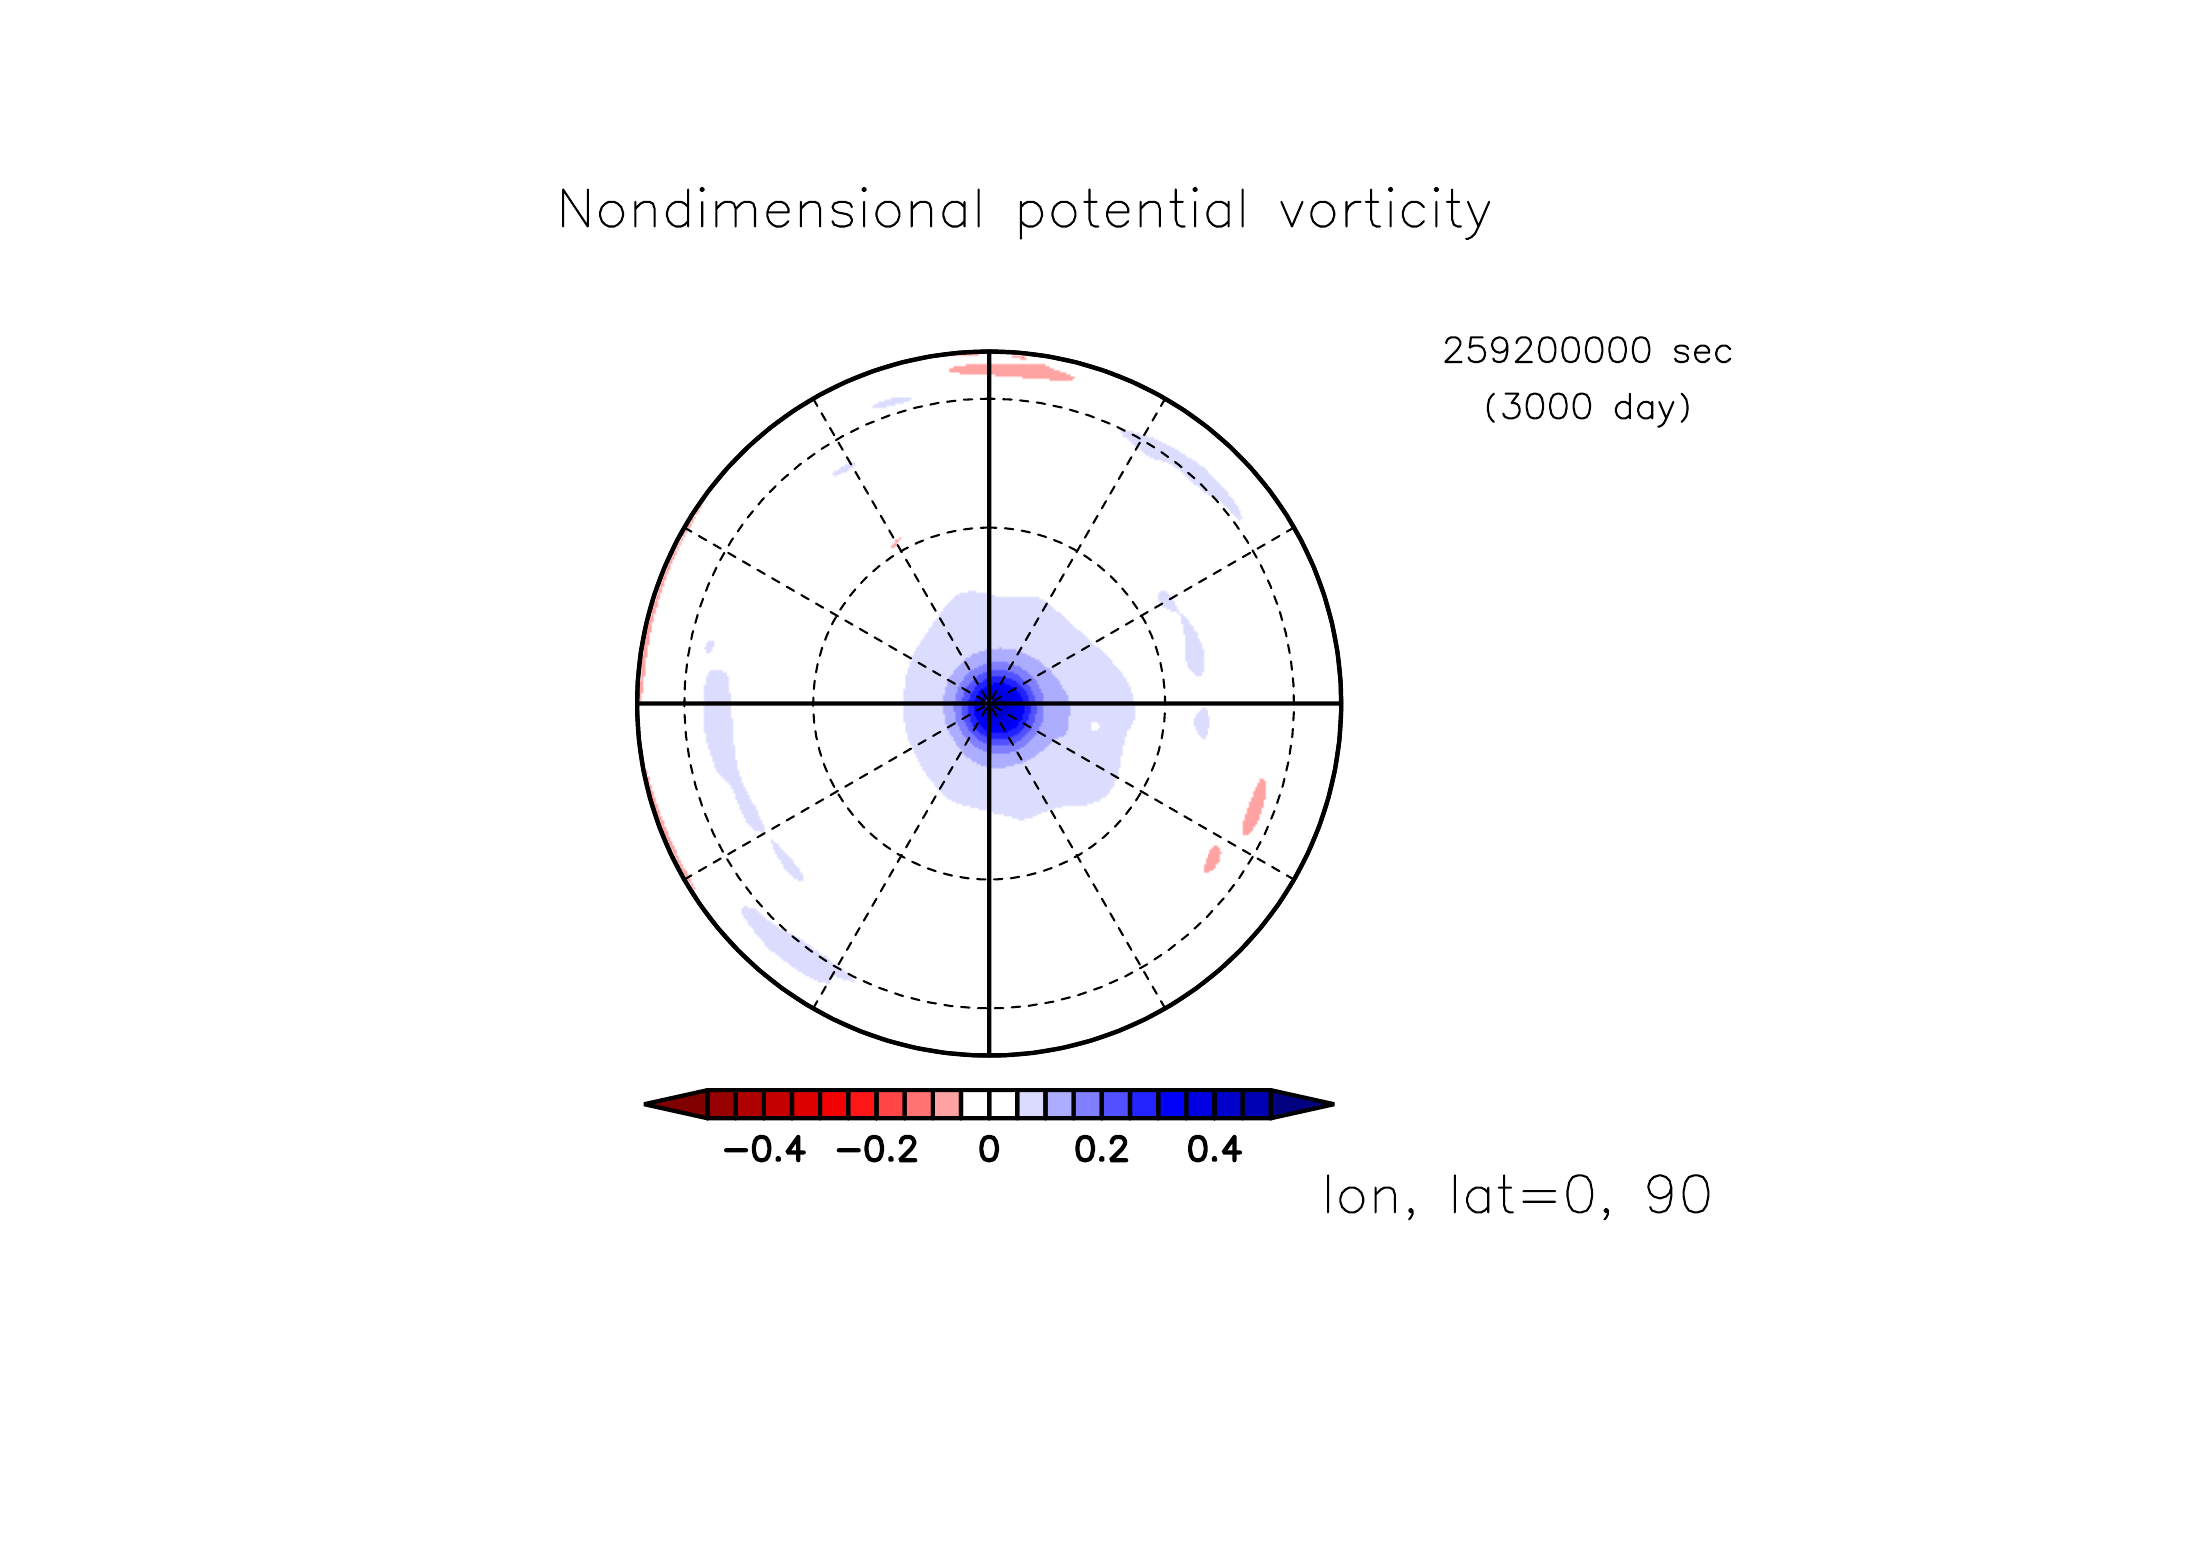 Nondimensional potential vorticity
259200000 sec
(3000 day)
−0.4 −0.2 0 0.2 0.4
lon, lat=0, 90